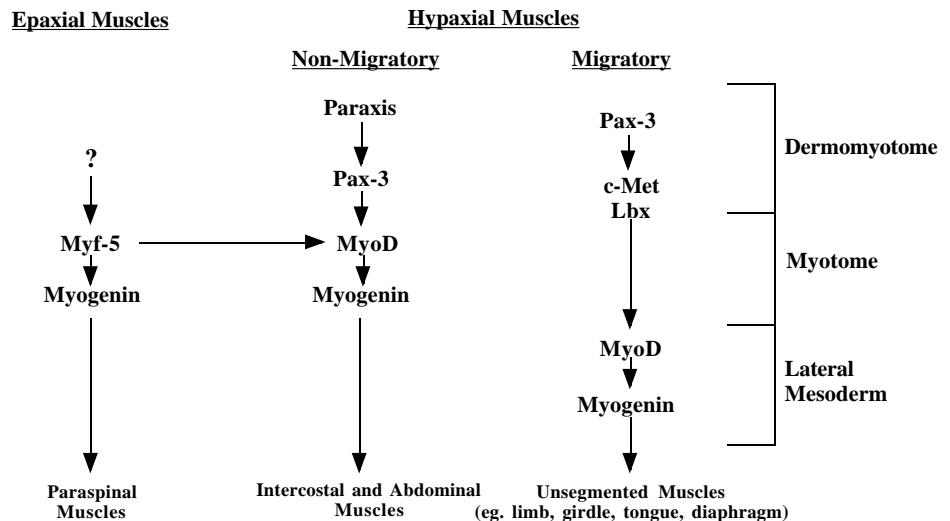 Epaxial Muscles
Hypaxial Muscles
Non-Migratory
Migratory
?
Myf-5
Myogenin
Paraspinal
Muscles
Paraxis
Pax-3
MyoD
Myogenin
Intercostal and Abdominal
Muscles
Pax-3
c-Met
Lbx
MyoD
Myogenin
Unsegmented Muscles
(eg. limb, girdle, tongue, diaphragm)
Dermomyotome
Myotome
Lateral
Mesoderm